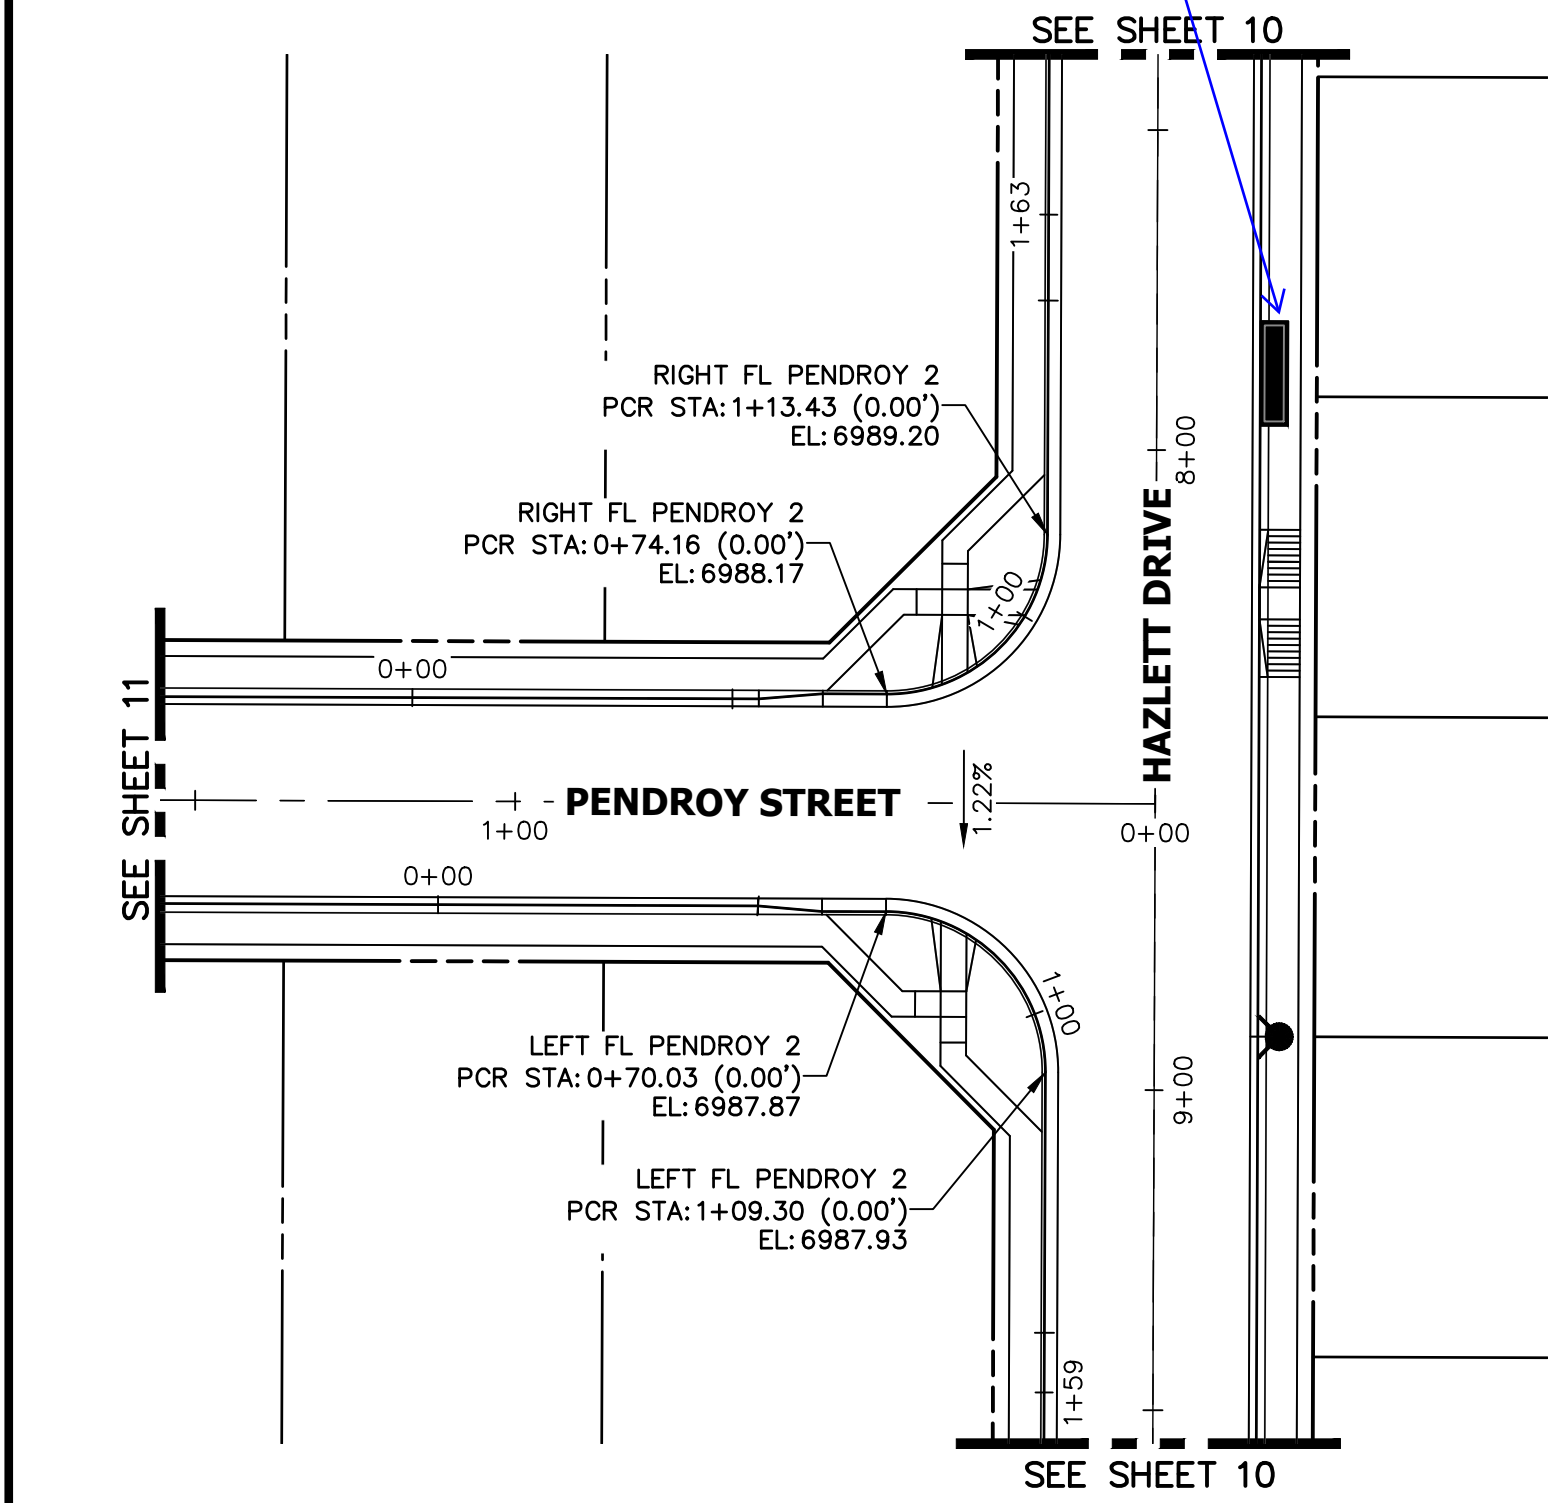 SEE SHEET 10
1+63
RIGHT FL PENDROY 2
PCR STA:1+13.43 (0.00')
EL:6989.20
8+00
HAZLETT DRIVE
RIGHT FL PENDROY 2
PCR STA:0+74.16 (0.00')
EL:6988.17
1+00
0+00
SEE SHEET 11
PENDROY STREET
1+00
1.22%
0+00
0+00
1+00
LEFT FL PENDROY 2
PCR STA:0+70.03 (0.00')
EL:6987.87
9+00
LEFT FL PENDROY 2
PCR STA:1+09.30 (0.00')
EL:6987.93
1+59
SEE SHEET 10